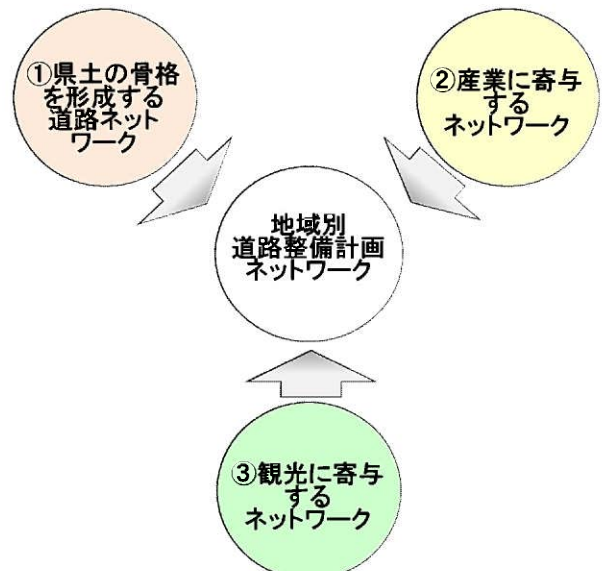 ①県土の骨格
を形成する
道路ネット
ワーク
②産業に寄与
する
ネットワーク
地域別
道路整備計画
ネットワーク
③観光に寄与
する
ネットワーク